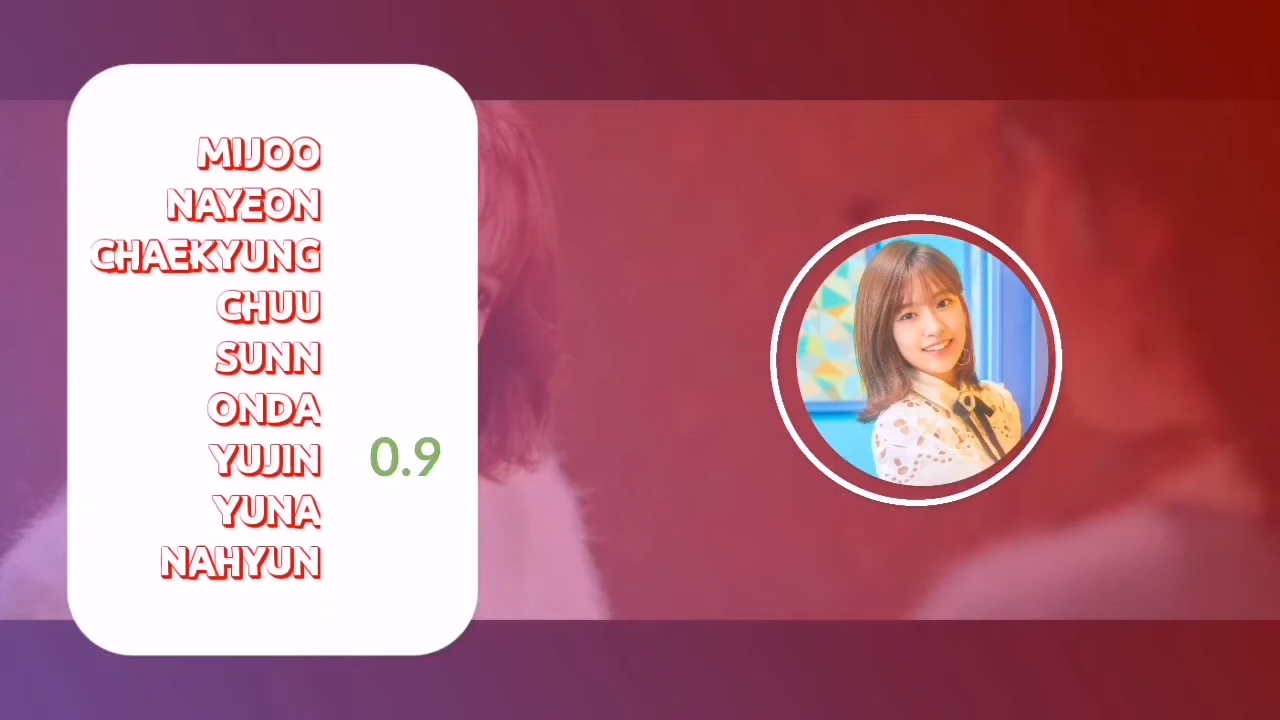 MIJOO
NAYEON
CHAEKYUNG
CHUU
SUNN
ONDA
YUJIN 0.9
YUNA
NAHYUN